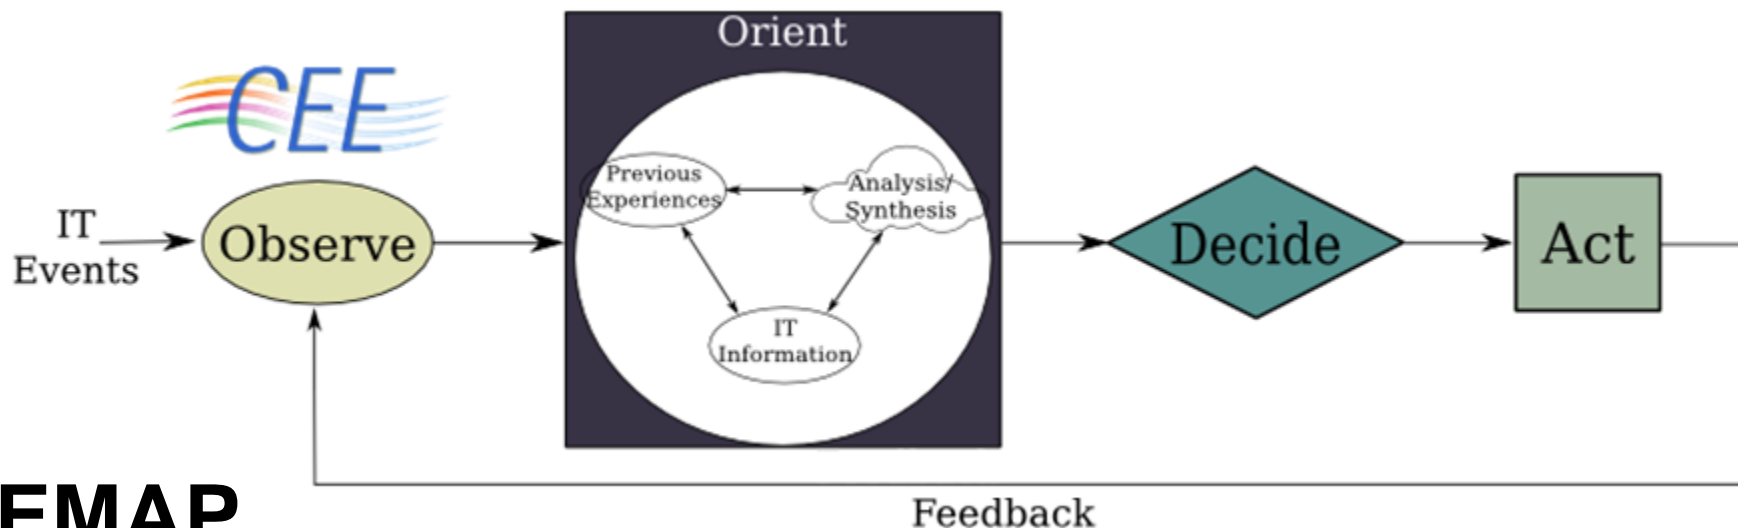 CEE
IT
Events
Observe
Orient
Previous
Experiences
Analysis/
Synthesis
IT
Information
Decide
Act
Feedback
EMAP